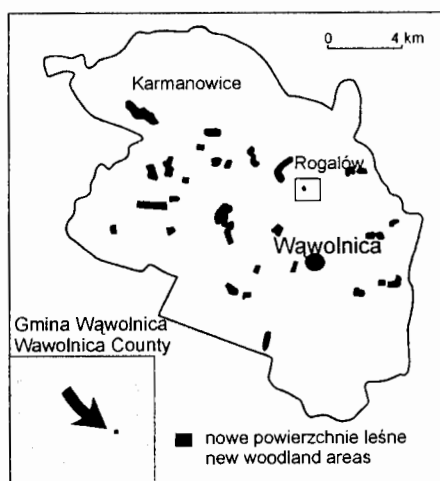 0 4 km
Karmanowice
Rogalów
Wąwolnica
Gmina Wąwolnica
Wawolnica County
nowe powierzchnie leśne
new woodland areas